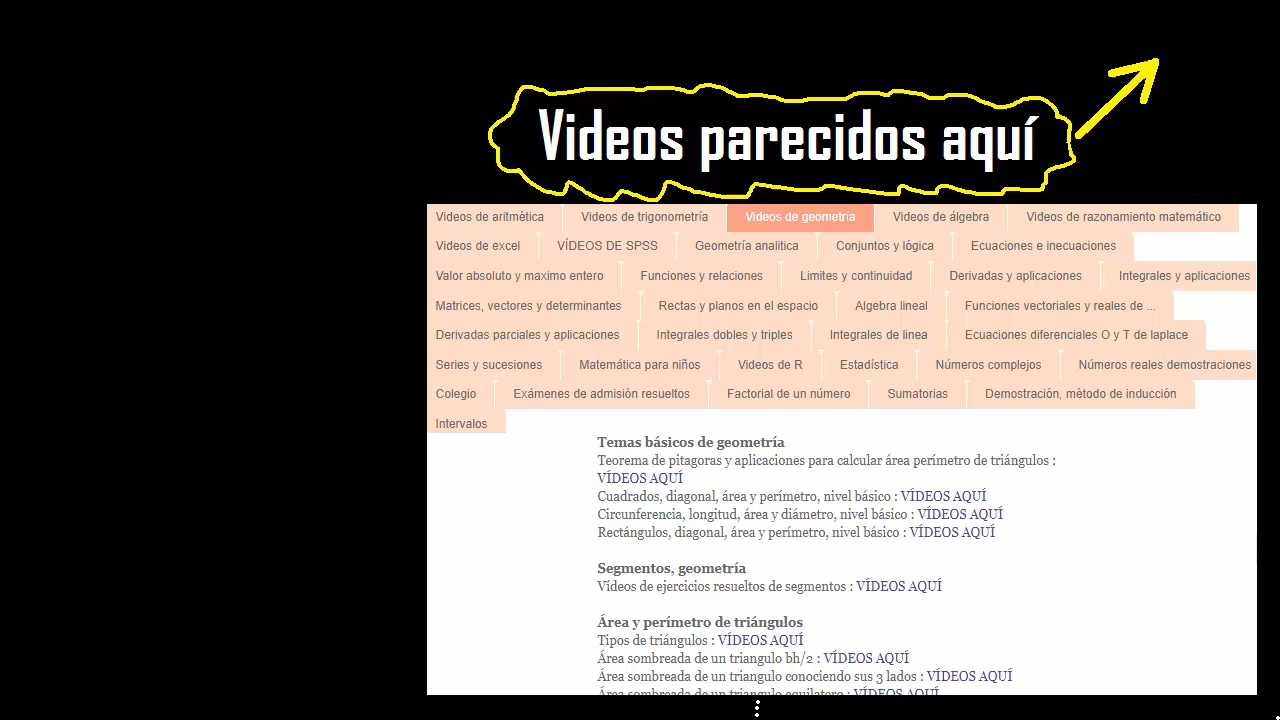 Videos parecidos aquí
Videos de aritmética Videos de trigonometría Videos de geometría Videos de álgebra Videos de razonamiento matemático
Videos de excel VÍDEOS DE SPSS Geometría analitica Conjuntos y lógica Ecuaciones e inecuaciones
Valor absoluto y maximo entero Funciones y relaciones Limites y continuidad Derivadas y aplicaciones Integrales y aplicaciones
Matrices, vectores y determinantes Rectas y planos en el espacio Algebra lineal Funciones vectoriales y reales de ...
Derivadas parciales y aplicaciones Integrales dobles y triples Integrales de linea Ecuaciones diferenciales O y T de laplace
Series y sucesiones Matemática para niños Videos de R Estadística Números complejos Números reales demostraciones
Colegio Exámenes de admisión resueltos Factorial de un número Sumatorias Demostración, método de inducción
Intervalos
Temas básicos de geometría
Teorema de pitagoras y aplicaciones para calcular área perímetro de triángulos :
VÍDEOS AQUÍ
Cuadrados, diagonal, área y perímetro, nivel básico : VÍDEOS AQUÍ
Circunferencia, longitud, área y diámetro, nivel básico : VÍDEOS AQUÍ
Rectángulos, diagonal, área y perímetro, nivel básico : VÍDEOS AQUÍ
Segmentos, geometría
Vídeos de ejercicios resueltos de segmentos : VÍDEOS AQUÍ
Área y perímetro de triángulos
Tipos de triángulos : VÍDEOS AQUÍ
Área sombreada de un triangulo bh/2 : VÍDEOS AQUÍ
Área sombreada de un triangulo conociendo sus 3 lados : VÍDEOS AQUÍ
Área sombreada de un triangulo equilatero : VÍDEOS AQUÍ